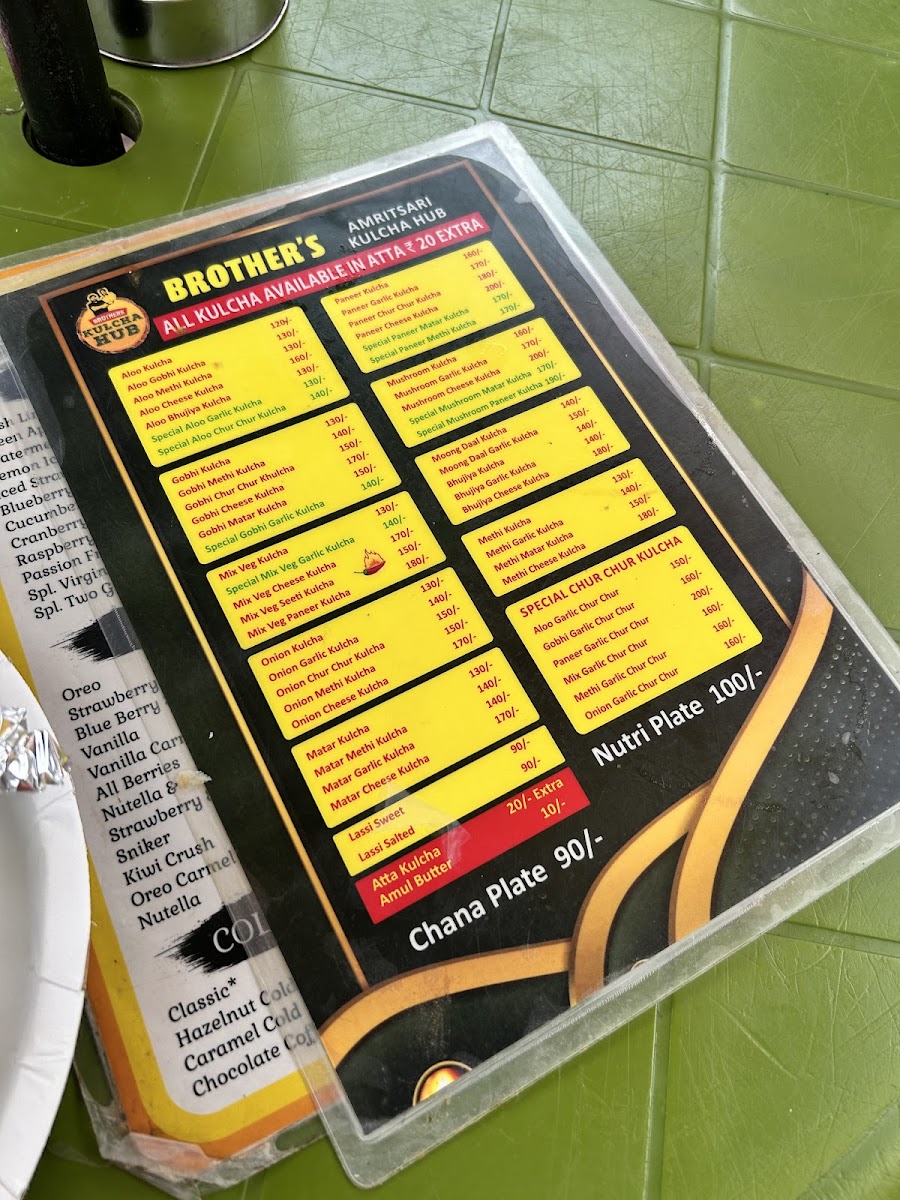 BROTHER'S
AMRITSARI
KULCHA HUB
ALL KULCHA AVAILABLE IN ATTA ₹ 20 EXTRA
BROTHERS
KULCHA
HUB
Aloo Kulcha 120/-
Aloo Gobhi Kulcha 130/-
Aloo Methi Kulcha 130/-
Aloo Cheese Kulcha 160/-
Aloo Bhujiya Kulcha 130/-
Special Aloo Garlic Kulcha 130/-
Special Aloo Chur Chur Kulcha 140/-
Gobhi Kulcha 130/-
Gobhi Methi Kulcha 140/-
Gobhi Chur Chur Khulcha 150/-
Gobhi Cheese Kulcha 170/-
Gobhi Matar Kulcha 150/-
Special Gobhi Garlic Kulcha 140/-
Mix Veg Kulcha 130/-
Special Mix Veg Garlic Kulcha 140/-
Mix Veg Cheese Kulcha 170/-
Mix Veg Seeti Kulcha 150/-
Mix Veg Paneer Kulcha 180/-
Onion Kulcha 130/-
Onion Garlic Kulcha 140/-
Onion Chur Chur Kulcha 150/-
Onion Methi Kulcha 150/-
Onion Cheese Kulcha 170/-
Matar Kulcha 130/-
Matar Methi Kulcha 140/-
Matar Garlic Kulcha 140/-
Matar Cheese Kulcha 170/-
Lassi Sweet 90/-
Lassi Salted 90/-
Atta Kulcha 20/- Extra
Amul Butter 10/-
Paneer Kulcha 160/-
Paneer Garlic Kulcha 170/-
Paneer Chur Chur Kulcha 180/-
Paneer Cheese Kulcha 200/-
Special Paneer Matar Kulcha 170/-
Special Paneer Methi Kulcha 170/-
Mushroom Kulcha 160/-
Mushroom Garlic Kulcha 170/-
Mushroom Cheese Kulcha 200/-
Special Mushroom Matar Kulcha 170/-
Special Mushroom Paneer Kulcha 190/-
Moong Daal Kulcha 140/-
Moong Daal Garlic Kulcha 150/-
Bhujiya Kulcha 140/-
Bhujiya Garlic Kulcha 140/-
Bhujiya Cheese Kulcha 180/-
Methi Kulcha 130/-
Methi Garlic Kulcha 140/-
Methi Matar Kulcha 150/-
Methi Cheese Kulcha 180/-
SPECIAL CHUR CHUR KULCHA
Aloo Garlic Chur Chur 150/-
Gobhi Garlic Chur Chur 160/-
Paneer Garlic Chur Chur 200/-
Mix Garlic Chur Chur 160/-
Methi Garlic Chur Chur 160/-
Onion Garlic Chur Chur 160/-
Nutri Plate 100/-
Chana Plate 90/-
Blueberry
Raspberry
Oreo
Strawberry
Blue Berry
Vanilla
Vanilla
All Berries
Nutella &
Strawberry
Sniker
Kiwi Crush
Oreo Carmel
Nutella
COL
Classic*
Hazelnut Cold
Caramel Cold
Chocolate